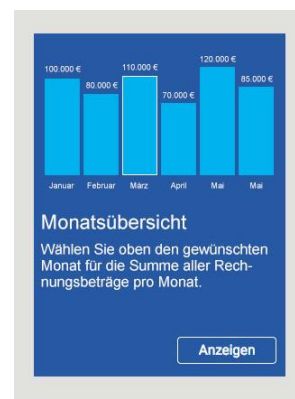 120.000 €
100.000 € 110.000 €
80.000 € 85.000 €
70.000 €
Januar Februar März April Mai Mai
Monatsübersicht
Wählen Sie oben den gewünschten
Monat für die Summe aller Rech-
nungsbeträge pro Monat.
Anzeigen